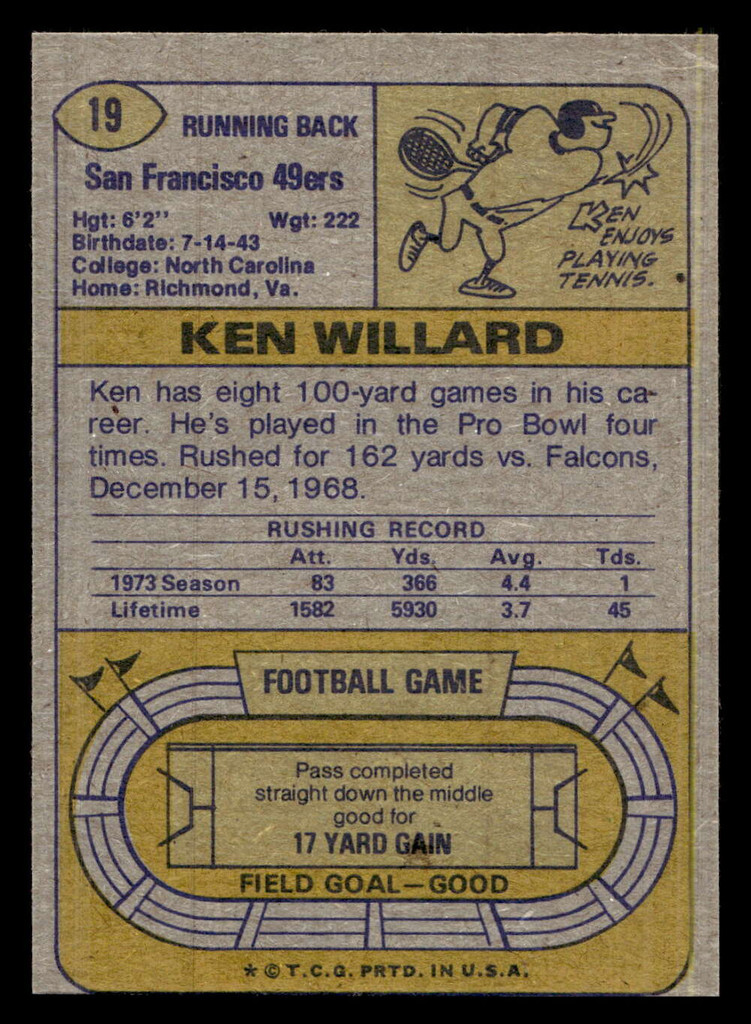 19
RUNNING BACK
San Francisco 49ers
Hgt: 6'2'' Wgt: 222
Birthdate: 7-14-43
College: North Carolina
Home: Richmond, Va.
KEN
ENJOYS
PLAYING
TENNIS.
KEN WILLARD
Ken has eight 100-yard games in his ca-
reer. He's played in the Pro Bowl four
times. Rushed for 162 yards vs. Falcons,
December 15, 1968.
RUSHING RECORD
Att. Yds. Avg. Tds.
1973 Season 83 366 4.4 1
Lifetime 1582 5930 3.7 45
FOOTBALL GAME
Pass completed
straight down the middle
good for
17 YARD GAIN
FIELD GOAL—GOOD
* © T.C.G. PRTD. IN U.S.A.